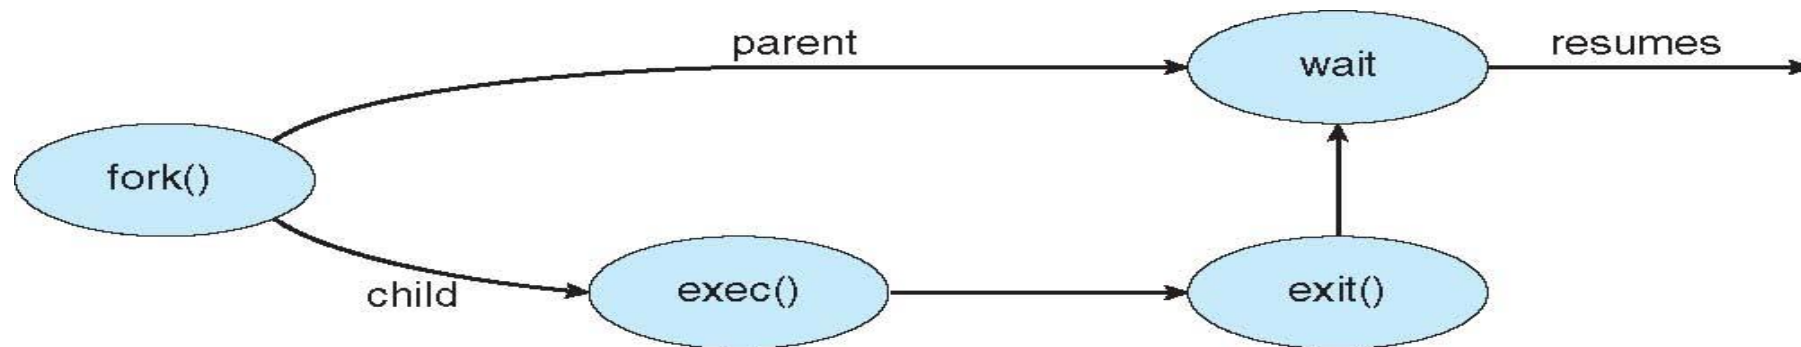 parent
resumes
wait
fork()
child
exec()
exit()